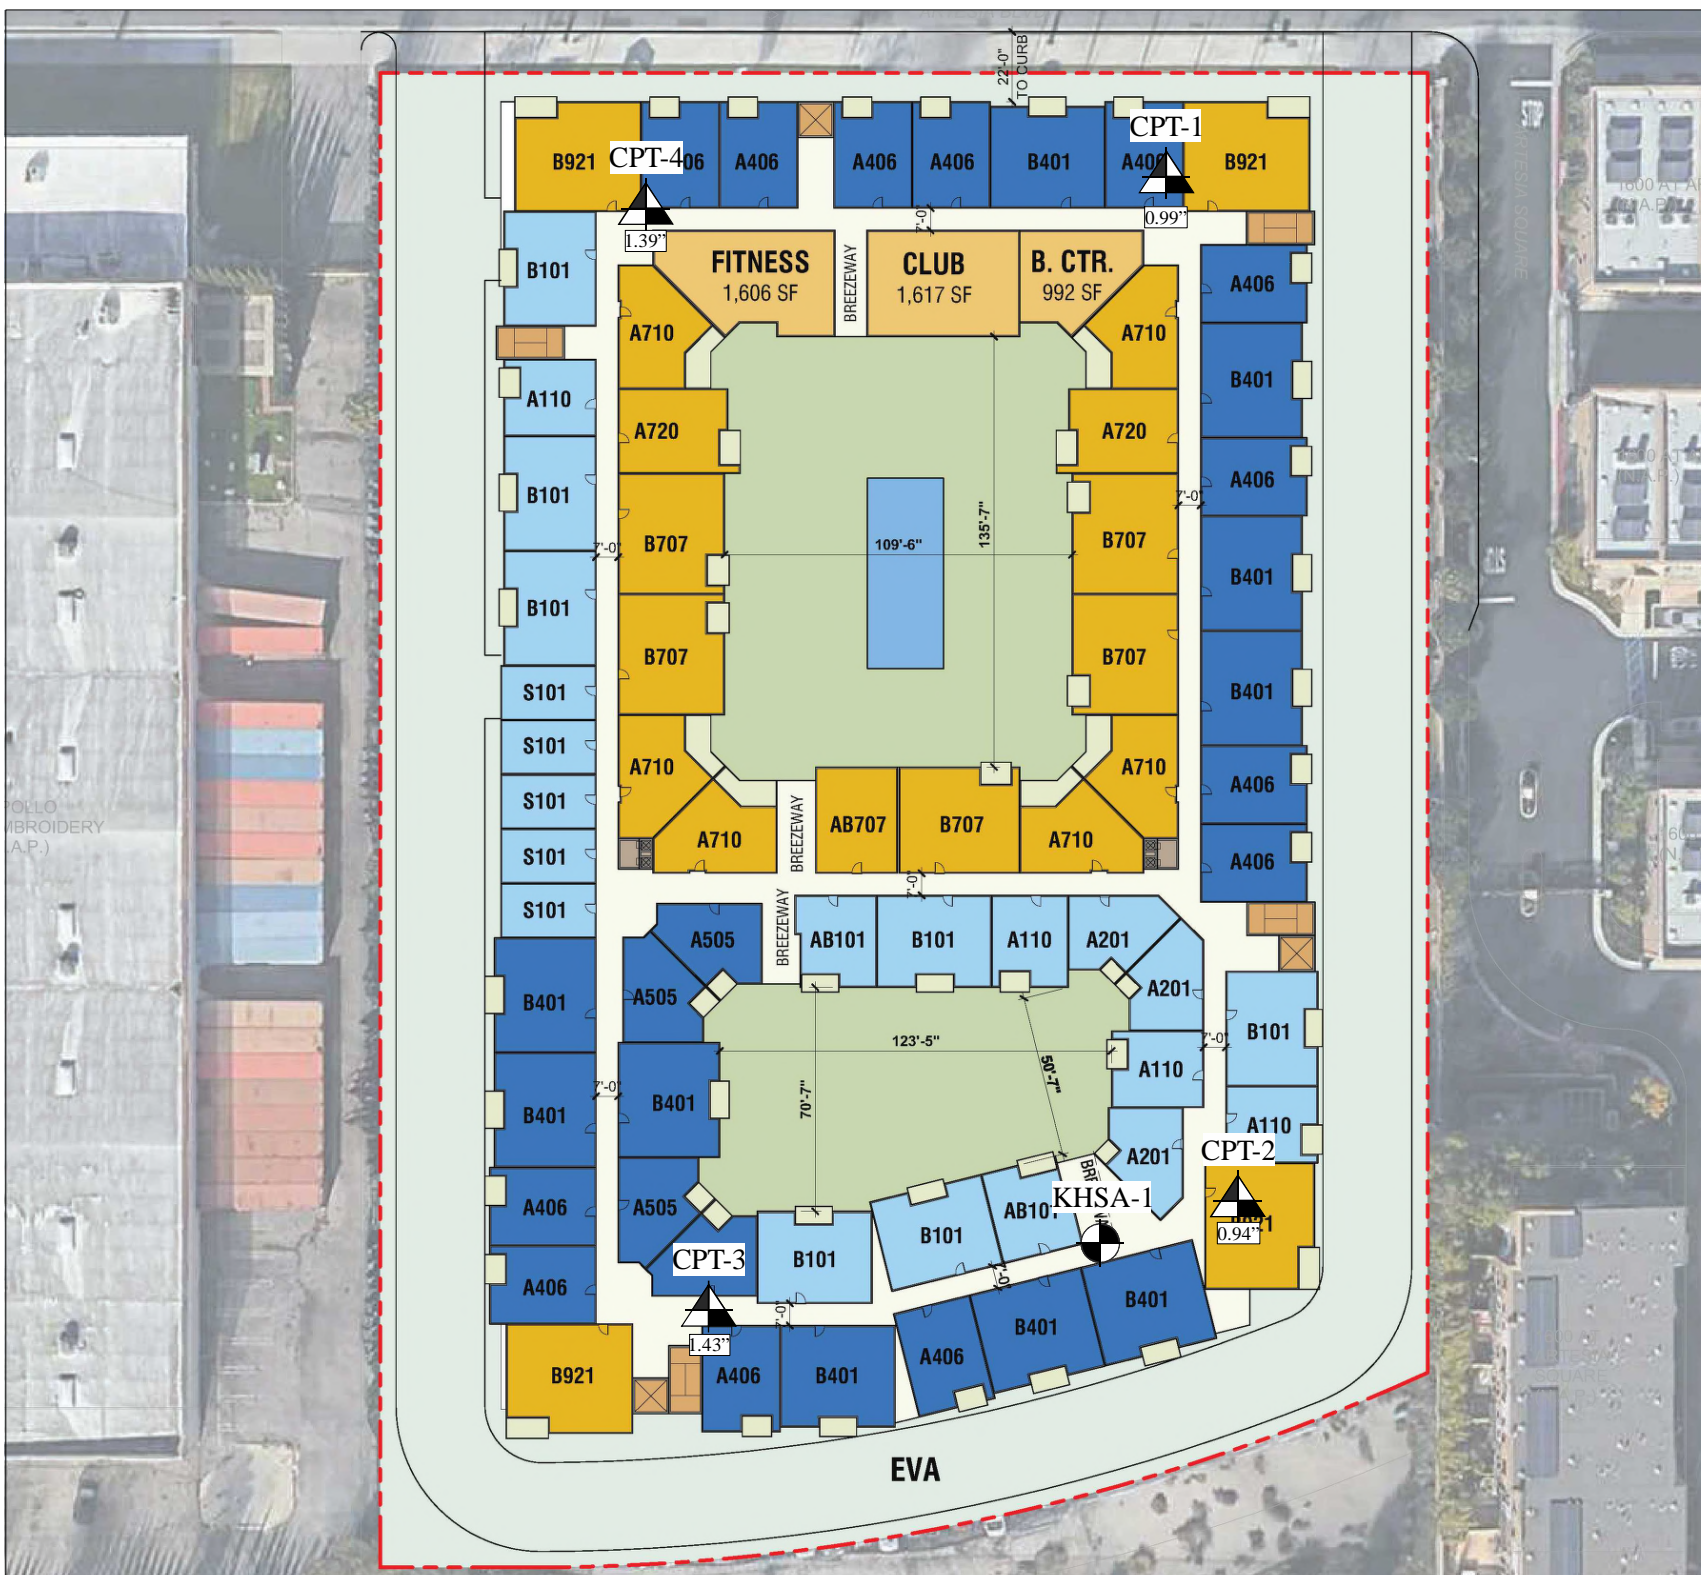 22'-0"
TO CURB
B921
CPT-4
06
A406
A406
A406
B401
CPT-1
B921
1.39"
0.99"
7'-0"
B101
FITNESS
1,606 SF
BREEZEWAY
CLUB
1,617 SF
B. CTR.
992 SF
A406
A710
A710
A110
B401
A720
A720
B101
A406
7'-0"
135'-7"
7'-0"
B707
109'-6"
B707
B101
B401
B707
B707
S101
B401
S101
A710
A710
A406
S101
BREEZEWAY
AB707
B707
A710
A710
S101
A406
7'-0"
S101
BREEZEWAY
A505
AB101
B101
A110
A201
A505
A201
B401
B101
123'-5"
7'-0"
A110
50'-7"
7'-0"
70'-7"
B401
B401
A110
A201
CPT-2
KHSA-1
A406
A505
AB101
B101
0.94"
CPT-3
B101
7'-0"
A406
B401
B401
7'-0"
1.43"
A406
B921
A406
B401
EVA
STOP
POLLO
MBROIDERY
.A.P.)
ARTESIA SQUARE